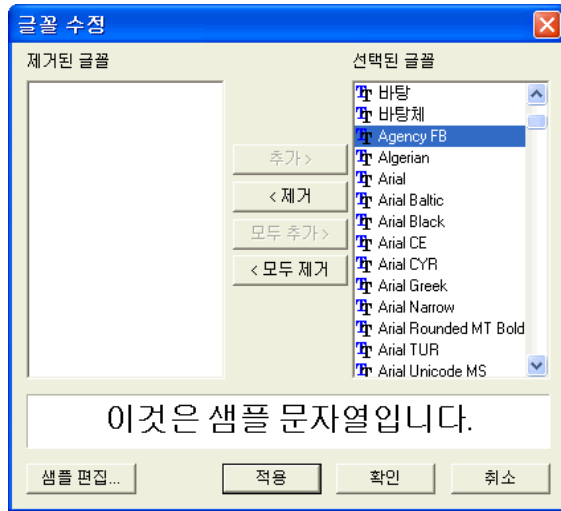 글꼴 수정
제거된 글꼴
선택된 글꼴
바탕
바탕체
Agency FB
Algerian
Arial
Arial Baltic
Arial Black
Arial CE
Arial CYR
Arial Greek
Arial Narrow
Arial Rounded MT Bold
Arial TUR
Arial Unicode MS
추가 >
< 제거
모두 추가 >
< 모두 제거
이것은 샘플 문자열입니다.
샘플 편집...
적용
확인
취소